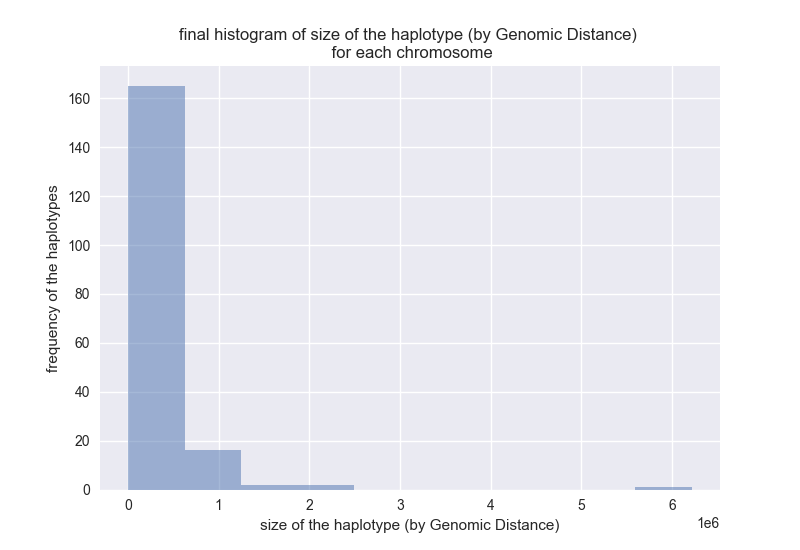 final histogram of size of the haplotype (by Genomic Distance)
for each chromosome
frequency of the haplotypes
160
140
120
100
80
60
40
20
0
0 1 2 3 4 5 6
1e6
size of the haplotype (by Genomic Distance)